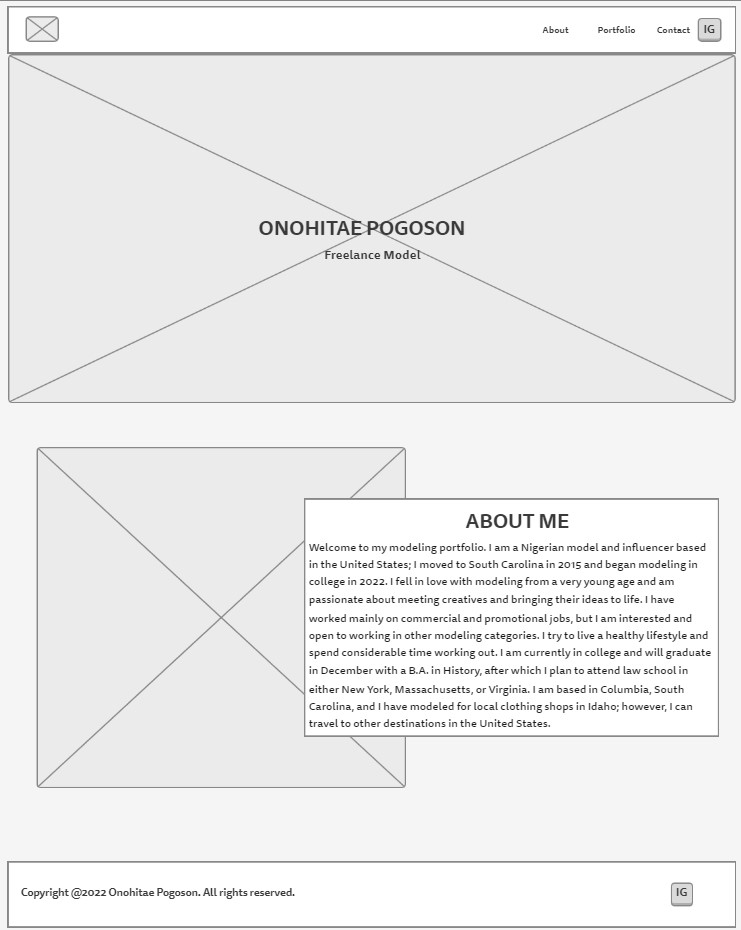 About Portfolio Contact IG
ONOHITAE POGOSON
Freelance Model
ABOUT ME
Welcome to my modeling portfolio. I am a Nigerian model and influencer based
in the United States; I moved to South Carolina in 2015 and began modeling in
college in 2022. I fell in love with modeling from a very young age and am
passionate about meeting creatives and bringing their ideas to life. I have
worked mainly on commercial and promotional jobs, but I am interested and
open to working in other modeling categories. I try to live a healthy lifestyle and
spend considerable time working out. I am currently in college and will graduate
in December with a B.A. in History, after which I plan to attend law school in
either New York, Massachusetts, or Virginia. I am based in Columbia, South
Carolina, and I have modeled for local clothing shops in Idaho; however, I can
travel to other destinations in the United States.
Copyright @2022 Onohitae Pogoson. All rights reserved. IG